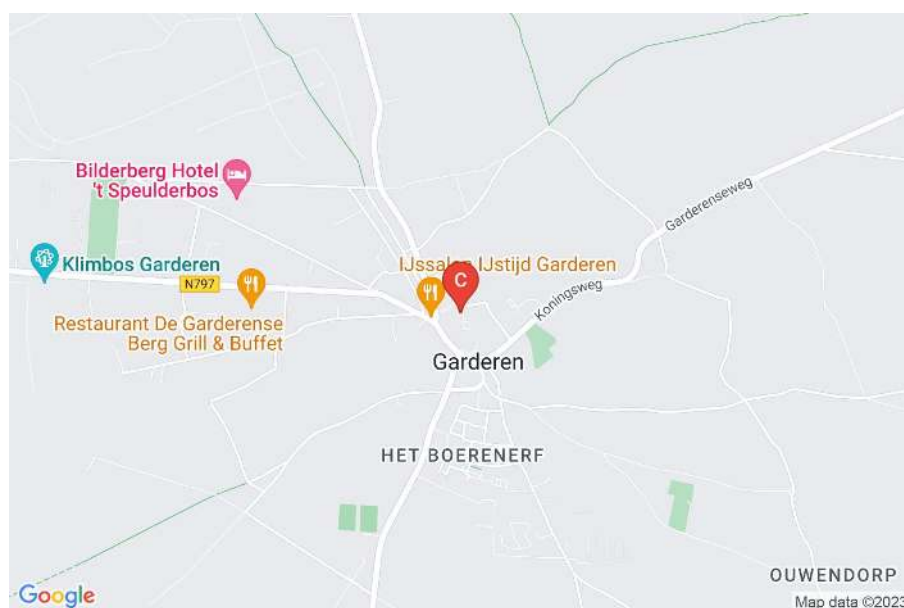 Bilderberg Hotel
't Speulderbos
Garderenseweg
Klimbos Garderen
IJssalon IJstijd Garderen
C
N797
Koningsweg
Restaurant De Garderense
Berg Grill & Buffet
Garderen
HET BOERENERF
OUWENDORP
Google
Map data ©2023